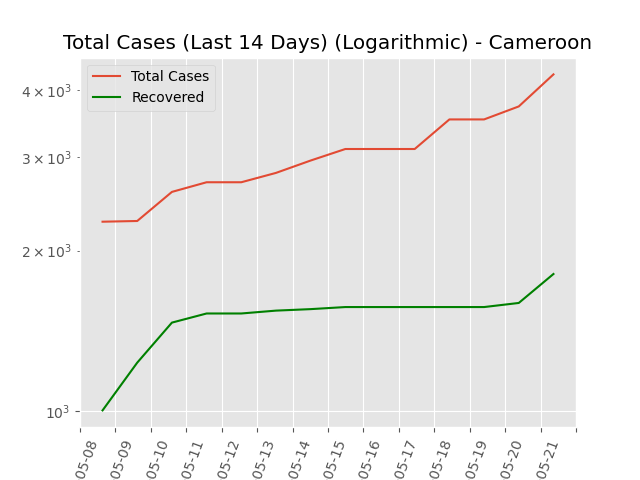 Total Cases (Last 14 Days) (Logarithmic) - Cameroon
Total Cases
Recovered
4 × 10³
3 × 10³
2 × 10³
10³
05-08
05-09
05-10
05-11
05-12
05-13
05-14
05-15
05-16
05-17
05-18
05-19
05-20
05-21